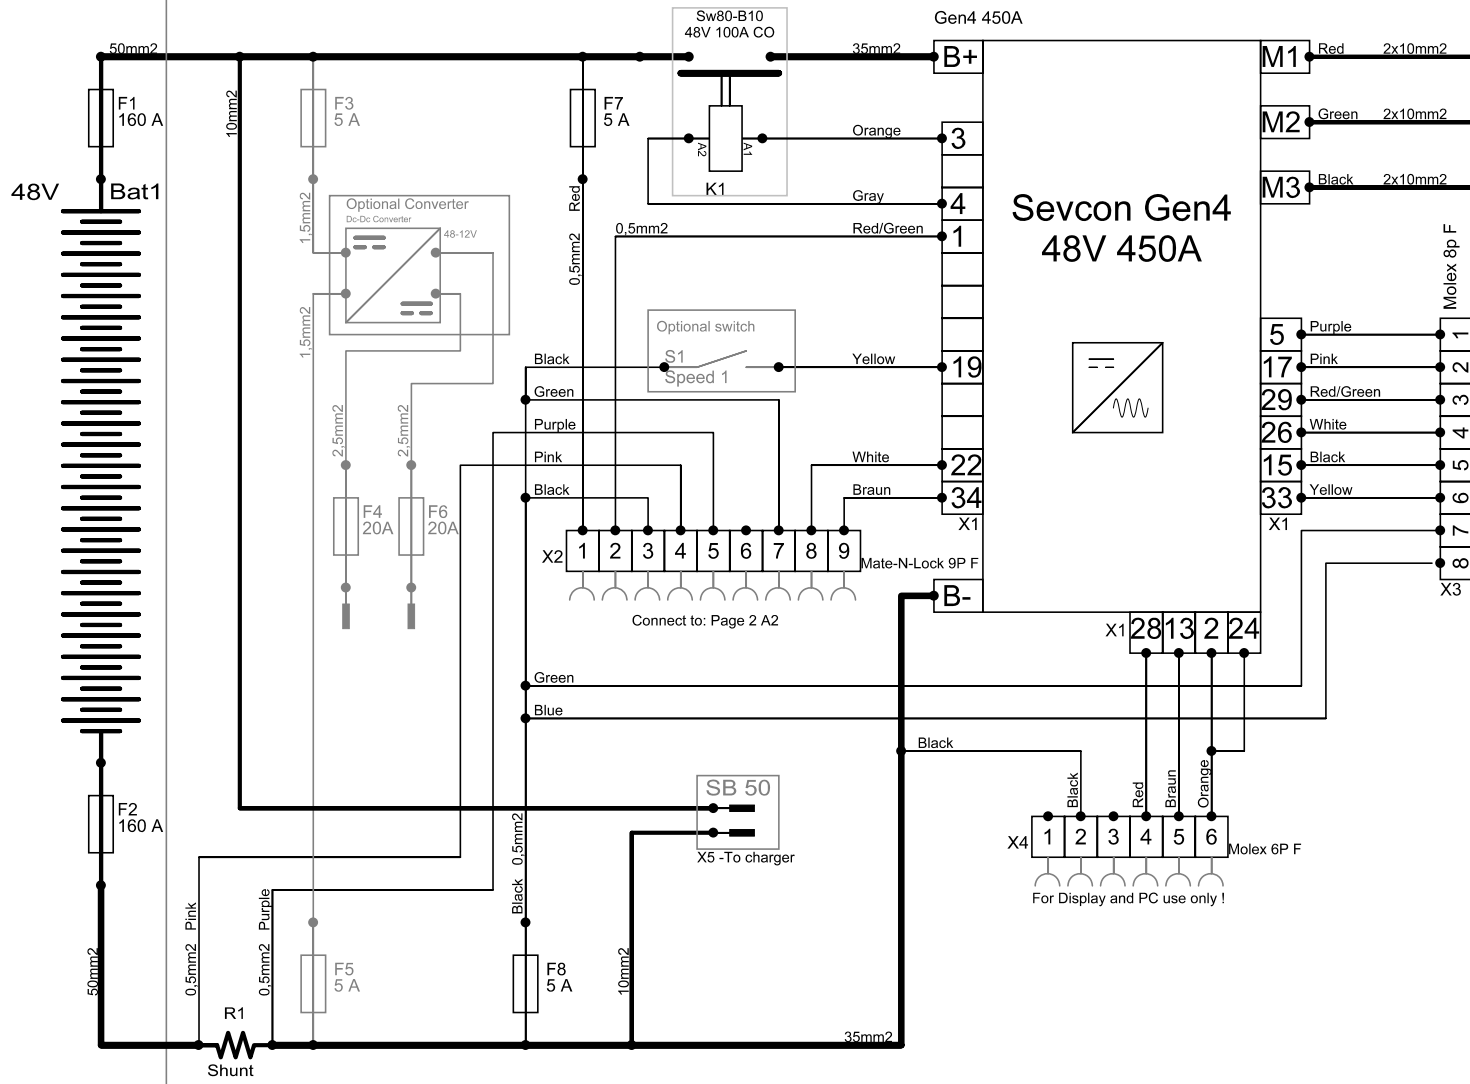 Sw80-B10
48V 100A CO
Gen4 450A
50mm2
35mm2
B+
M1
Red
2x10mm2
F1
160 A
10mm2
F3
5 A
F7
5 A
M2
Green
2x10mm2
Orange
3
A2
A1
K1
48V
Bat1
M3
Black
2x10mm2
Gray
4
Sevcon Gen4
48V 450A
Red
1,5mm2
Optional Converter
Dc-Dc Converter
48-12V
0,5mm2
Red/Green
1
0,5mm2
Molex 8p F
1,5mm2
Optional switch
S1
Speed 1
Black
Yellow
19
5
Purple
1
17
Pink
2
Green
29
Red/Green
3
2,5mm2
2,5mm2
Purple
26
White
4
Pink
White
22
15
Black
5
Black
Braun
34
33
Yellow
6
X1
X1
F4
20A
F6
20A
X2
1
2
3
4
5
6
7
8
9
Mate-N-Lock 9P F
7
8
X3
Connect to: Page 2 A2
B-
X1
28
13
2
24
Green
Blue
Black
F2
160 A
SB 50
X5 -To charger
Black
Red
Braun
Orange
X4
1
2
3
4
5
6
Molex 6P F
For Display and PC use only !
0,5mm2
Black
Pink
0,5mm2
Purple
0,5mm2
50mm2
F5
5 A
F8
5 A
10mm2
R1
Shunt
35mm2